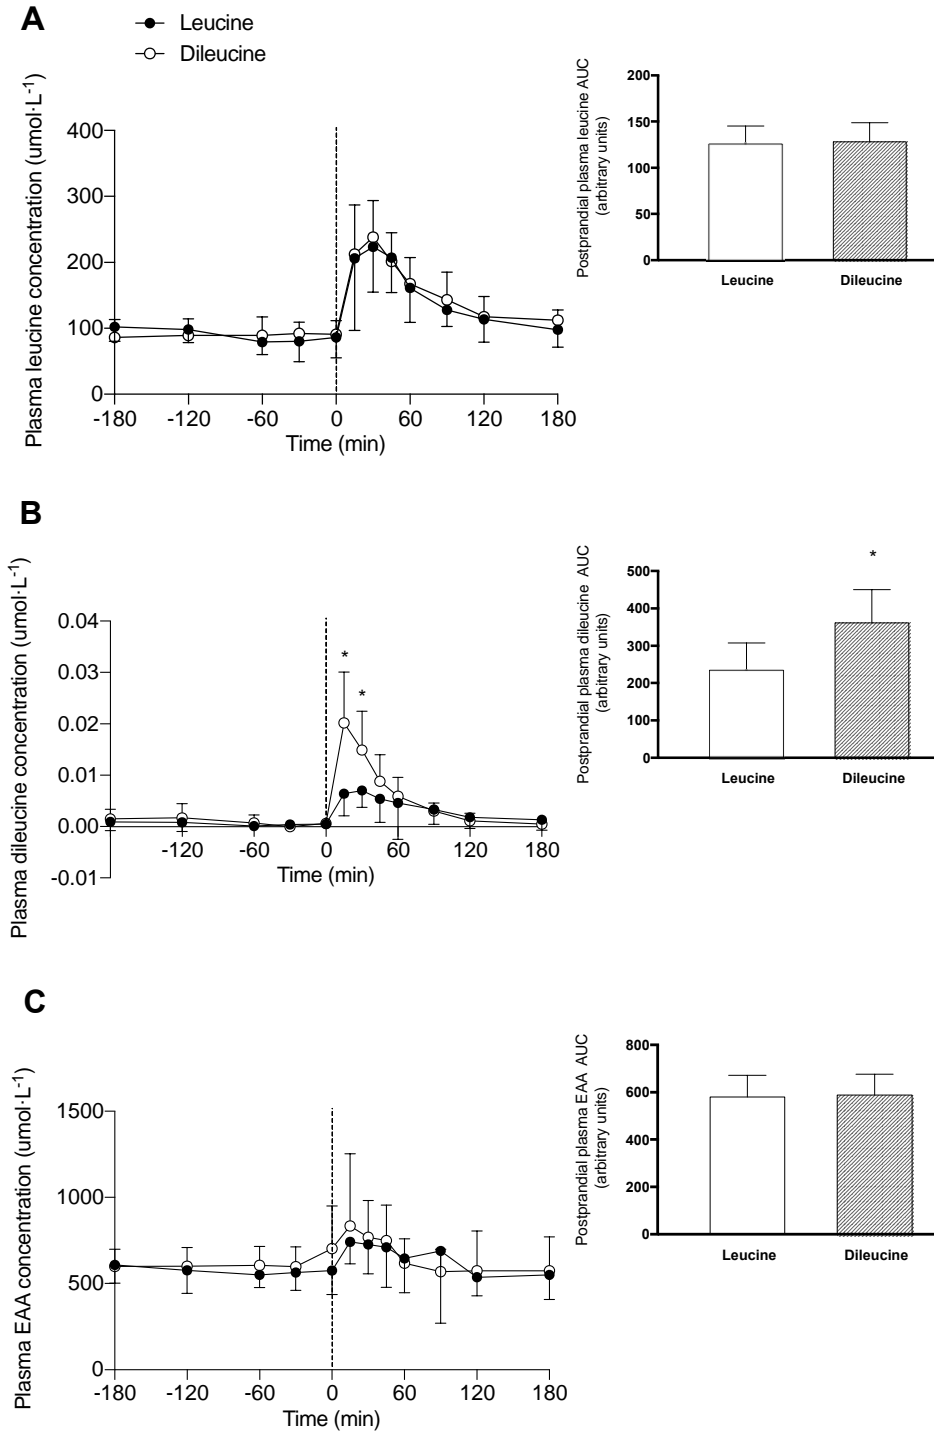 A
Leucine
Dileucine
Plasma leucine concentration (umol·L-1)
400
300
200
100
0
-180
-120
-60
0
60
120
180
Time (min)
Postprandial plasma leucine AUC
(arbitrary units)
200
150
100
50
0
Leucine
Dileucine
B
Plasma dileucine concentration (umol·L-1)
0.04
0.03
0.02
0.01
0.00
-0.01
*
*
-120
-60
0
60
120
180
Time (min)
Postprandial plasma dileucine AUC
(arbitrary units)
500
400
300
200
100
0
*
Leucine
Dileucine
C
Plasma EAA concentration (umol·L-1)
1500
1000
500
0
-180
-120
-60
0
60
120
180
Time (min)
Postprandial plasma EAA AUC
(arbitrary units)
800
600
400
200
0
Leucine
Dileucine